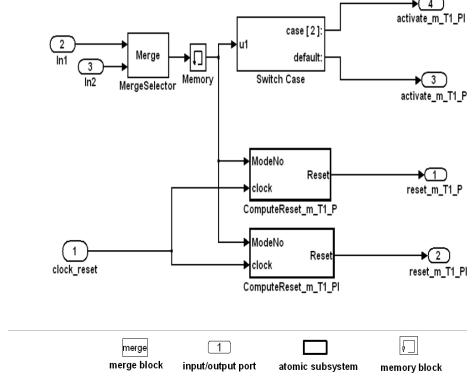 4
activate_m_T1_PI
case [ 2 ]:
2
In1
Merge
u1
3
In2
default:
MergeSelector
Memory
Switch Case
3
activate_m_T1_P
ModeNo
Reset
1
clock
reset_m_T1_P
ComputeReset_m_T1_P
ModeNo
1
Reset
2
clock
clock_reset
reset_m_T1_PI
ComputeReset_m_T1_PI
merge
1
merge block
input/output port
atomic subsystem
memory block